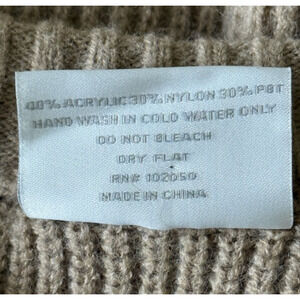 40% ACRYLIC 30% NYLON 30% PBT
HAND WASH IN COLD WATER ONLY
DO NOT BLEACH
DRY FLAT
RN# 102050
MADE IN CHINA